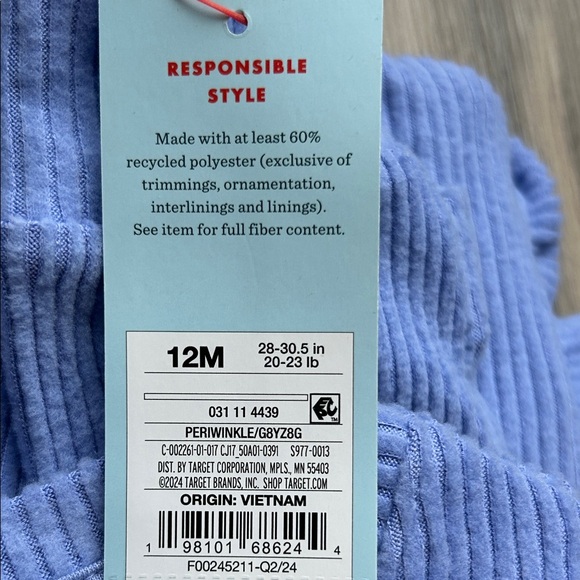 RESPONSIBLE
STYLE
Made with at least 60%
recycled polyester (exclusive of
trimmings, ornamentation,
interlinings and linings).
See item for full fiber content.
12M
28-30.5 in
20-23 lb
031 11 4439
PERIWINKLE/G8YZ8G
C-002261-01-017 CJ17_50A01-0391 S977-0013
DIST. BY TARGET CORPORATION, MPLS., MN 55403
©2024 TARGET BRANDS, INC. SHOP TARGET.COM
ORIGIN: VIETNAM
1 98101 68624 4
F00245211-Q2/24